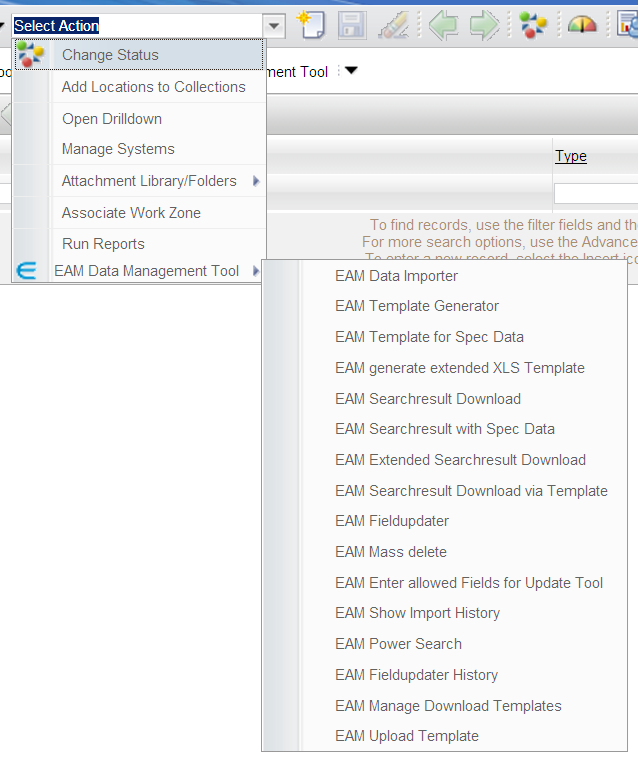 Select Action
Change Status
ment Tool
Add Locations to Collections
Open Drilldown
Manage Systems
Type
Attachment Library/Folders
Associate Work Zone
To find records, use the filter fields and th
Run Reports
For more search options, use the Advance
To enter a new record, select the Insert ico
EAM Data Management Tool
EAM Data Importer
EAM Template Generator
EAM Template for Spec Data
EAM generate extended XLS Template
EAM Searchresult Download
EAM Searchresult with Spec Data
EAM Extended Searchresult Download
EAM Searchresult Download via Template
EAM Fieldupdater
EAM Mass delete
EAM Enter allowed Fields for Update Tool
EAM Show Import History
EAM Power Search
EAM Fieldupdater History
EAM Manage Download Templates
EAM Upload Template